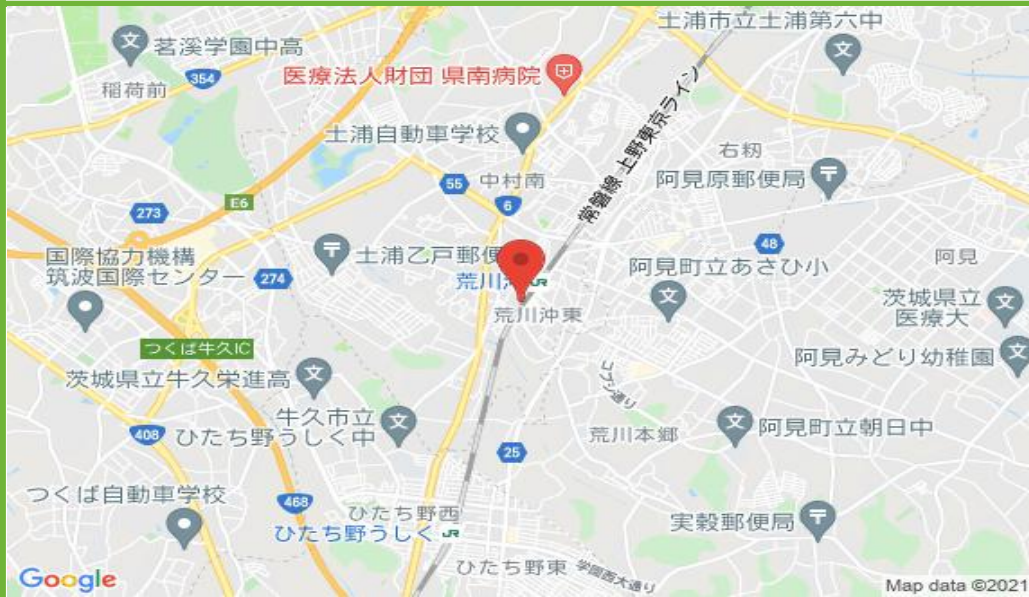 土浦市立土浦第六中
茗溪学園中高
稲荷前
354
医療法人財団 県南病院
常磐線 上野東京ライン
土浦自動車学校
右籾
55
中村南
阿見原郵便局
E6
6
273
48
国際協力機構
筑波国際センター
274
土浦乙戸郵便
阿見町立あさひ小
阿見
荒川
JR
荒川沖東
茨城県立
医療大
つくば牛久IC
阿見みどり幼稚園
茨城県立牛久栄進高
コブシ通り
牛久市立
ひたち野うしく中
408
荒川本郷
阿見町立朝日中
25
つくば自動車学校
468
ひたち野西
ひたち野うしく JR
実穀郵便局
ひたち野東
学園西大通り
Google
Map data ©2021